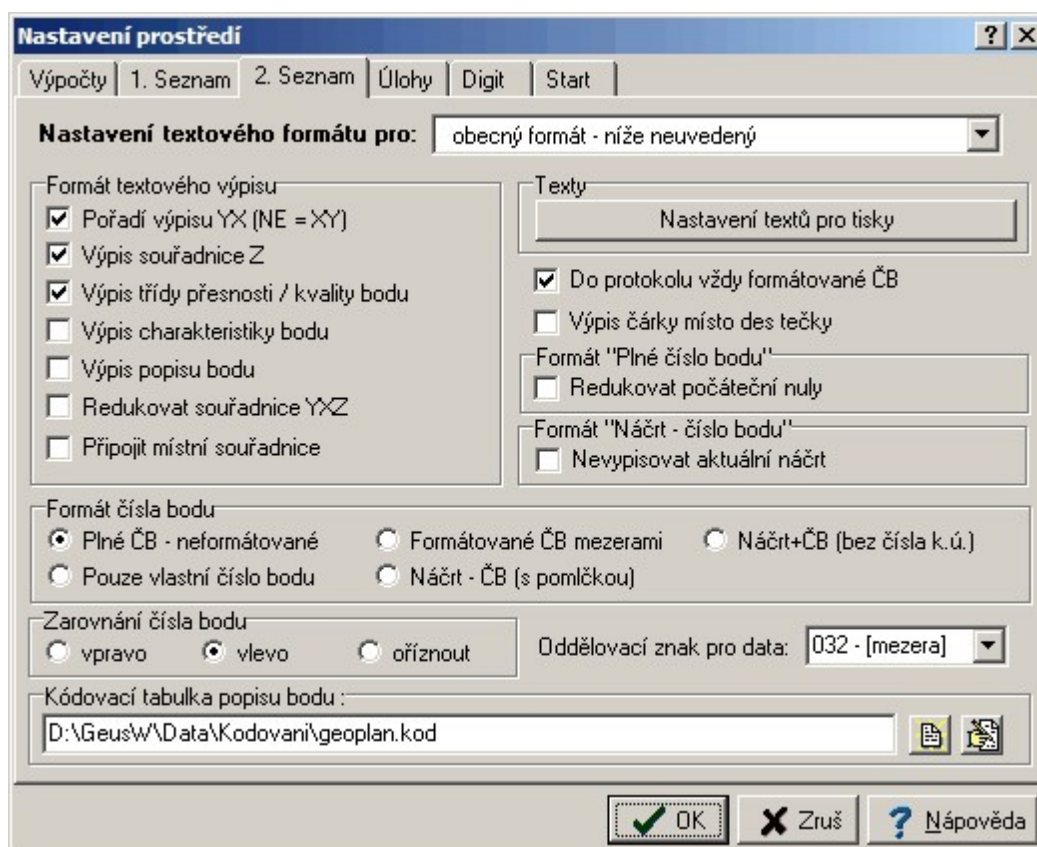 Nastavení prostředí
Výpočty 1. Seznam 2. Seznam Úlohy Digit Start
Nastavení textového formátu pro: obecný formát - níže neuvedený
Formát textového výpisu
Pořadí výpisu YX (NE = XY)
Výpis souřadnice Z
Výpis třídy přesnosti / kvality bodu
Výpis charakteristiky bodu
Výpis popisu bodu
Redukovat souřadnice YXZ
Připojit místní souřadnice
Texty
Nastavení textů pro tisky
Do protokolu vždy formátované ČB
Výpis čárky místo des tečky
Formát "Plné číslo bodu"
Redukovat počáteční nuly
Formát "Náčrt - číslo bodu"
Nevypisovat aktuální náčrt
Formát čísla bodu
Plné ČB - neformátované Formátované ČB mezerami Náčrt+ČB (bez čísla k.ú.)
Pouze vlastní číslo bodu Náčrt - ČB (s pomlčkou)
Zarovnání čísla bodu
vpravo vlevo oříznout
Oddělovací znak pro data: 032 - [mezera]
Kódovací tabulka popisu bodu :
D:\GeusW\Data\Kodovani\geoplan.kod
OK Zruš Nápověda